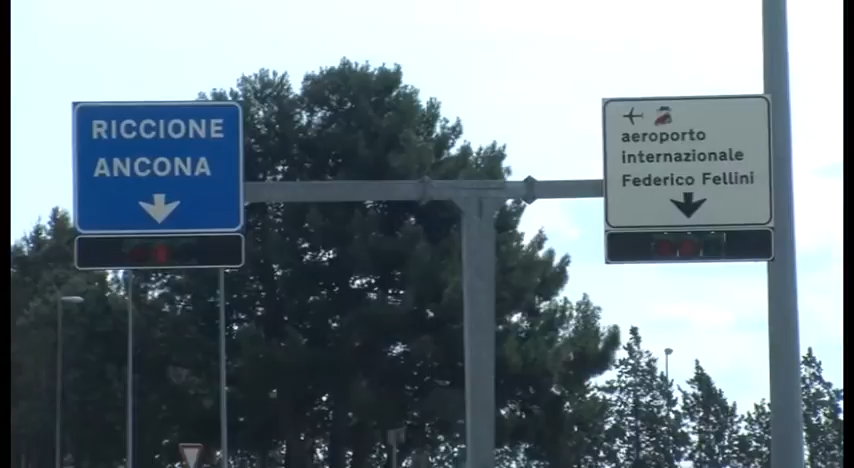 RICCIONE
ANCONA
aeroporto
internazionale
Federico Fellini